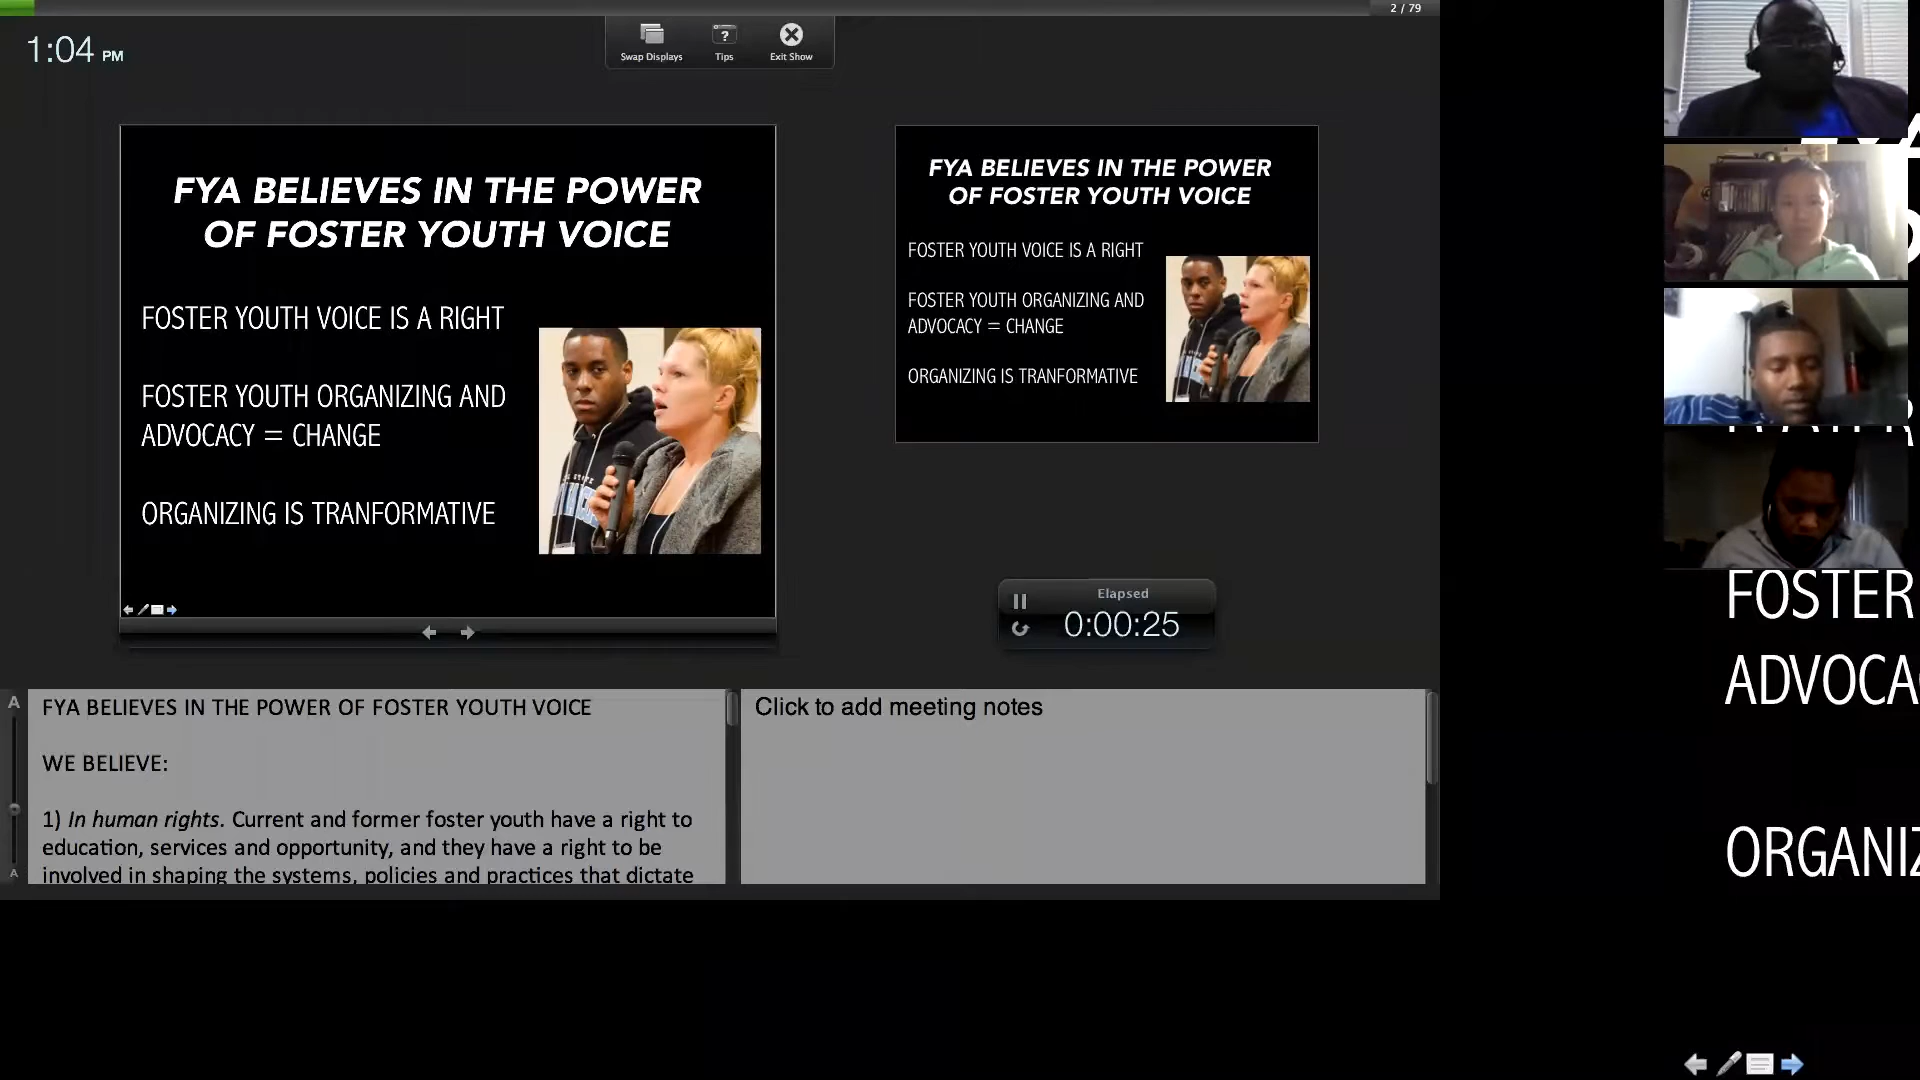 2 / 79
1:04 PM
Swap Displays
Tips
Exit Show
FYA BELIEVES IN THE POWER
OF FOSTER YOUTH VOICE
FOSTER YOUTH VOICE IS A RIGHT
FOSTER YOUTH ORGANIZING AND
ADVOCACY = CHANGE
ORGANIZING IS TRANFORMATIVE
FYA BELIEVES IN THE POWER
OF FOSTER YOUTH VOICE
FOSTER YOUTH VOICE IS A RIGHT
FOSTER YOUTH ORGANIZING AND
ADVOCACY = CHANGE
ORGANIZING IS TRANFORMATIVE
Elapsed
0:00:25
A
A
FYA BELIEVES IN THE POWER OF FOSTER YOUTH VOICE
WE BELIEVE:
1) In human rights. Current and former foster youth have a right to
education, services and opportunity, and they have a right to be
involved in shaping the systems, policies and practices that dictate
Click to add meeting notes
FOSTER
ADVOCA
ORGANIZ